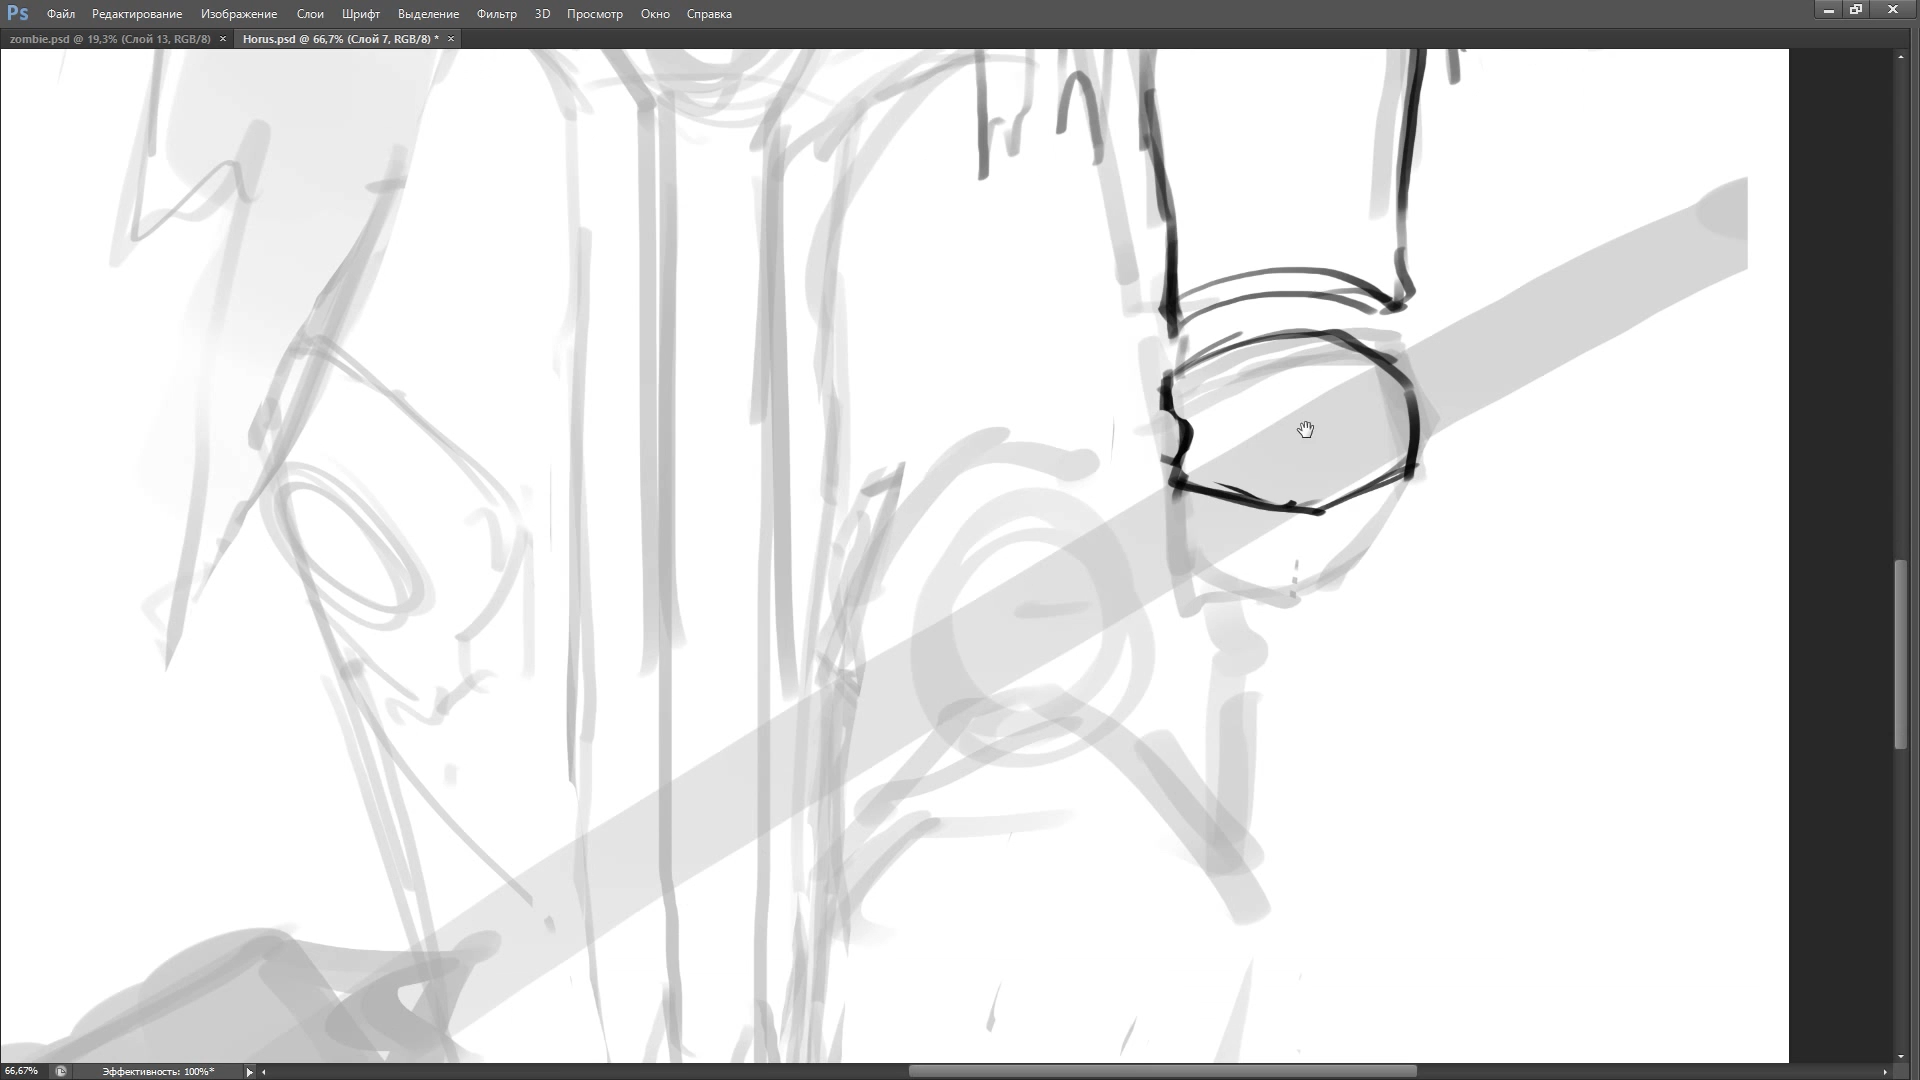 Ps Файл Редактирование Изображение Слои Шрифт Выделение Фильтр 3D Просмотр Окно Справка
zombie.psd @ 19,3% (Слой 13, RGB/8) × Horus.psd @ 66,7% (Слой 7, RGB/8) * ×
66,67% Эффективность: 100%*